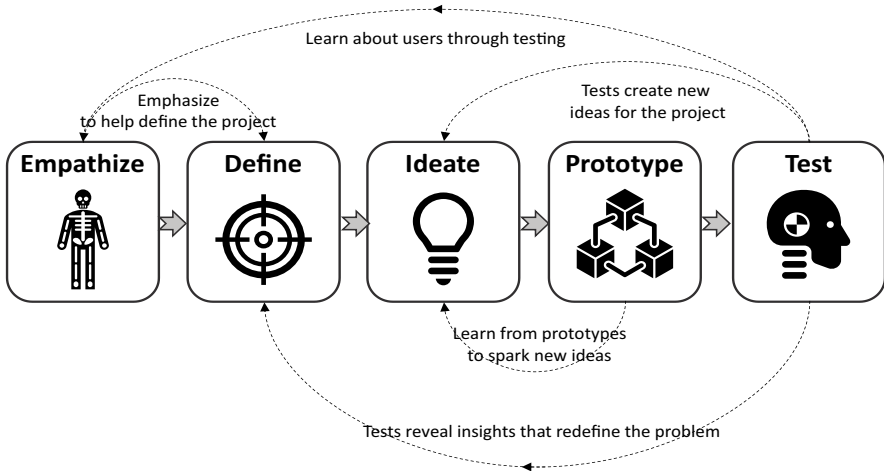 Learn about users through testing
Emphasize
to help define the project
Tests create new
ideas for the project
Empathize
Define
Ideate
Prototype
Test
Learn from prototypes
to spark new ideas
Tests reveal insights that redefine the problem